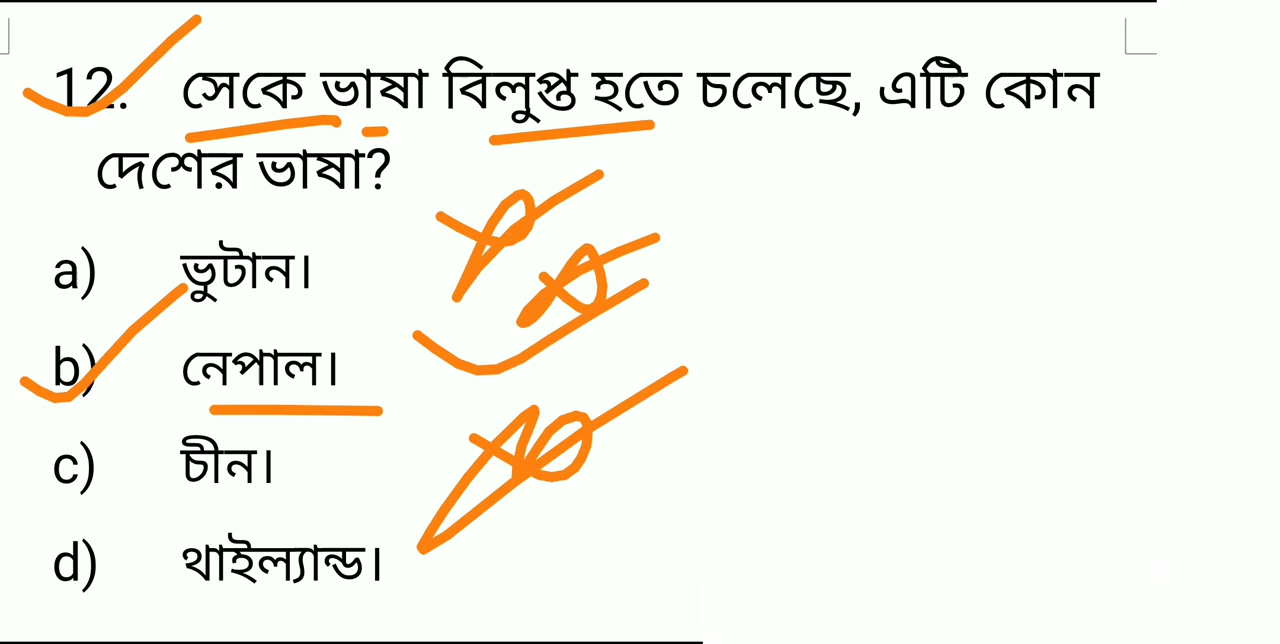 12. সেকে ভাষা বিলুপ্ত হতে চলেছে, এটি কোন
দেশের ভাষা?
a) ভুটান।
b) নেপাল।
c) চীন।
d) থাইল্যান্ড।